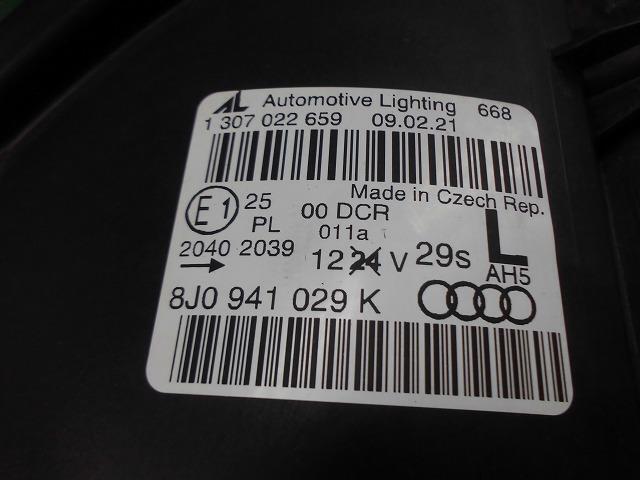 AL Automotive Lighting 668
1 307 022 659 09.02.21
Made in Czech Rep.
E1 25 00 DCR L
PL 011a
2040 2039 12 24 V 29s AH5
8J0 941 029 K